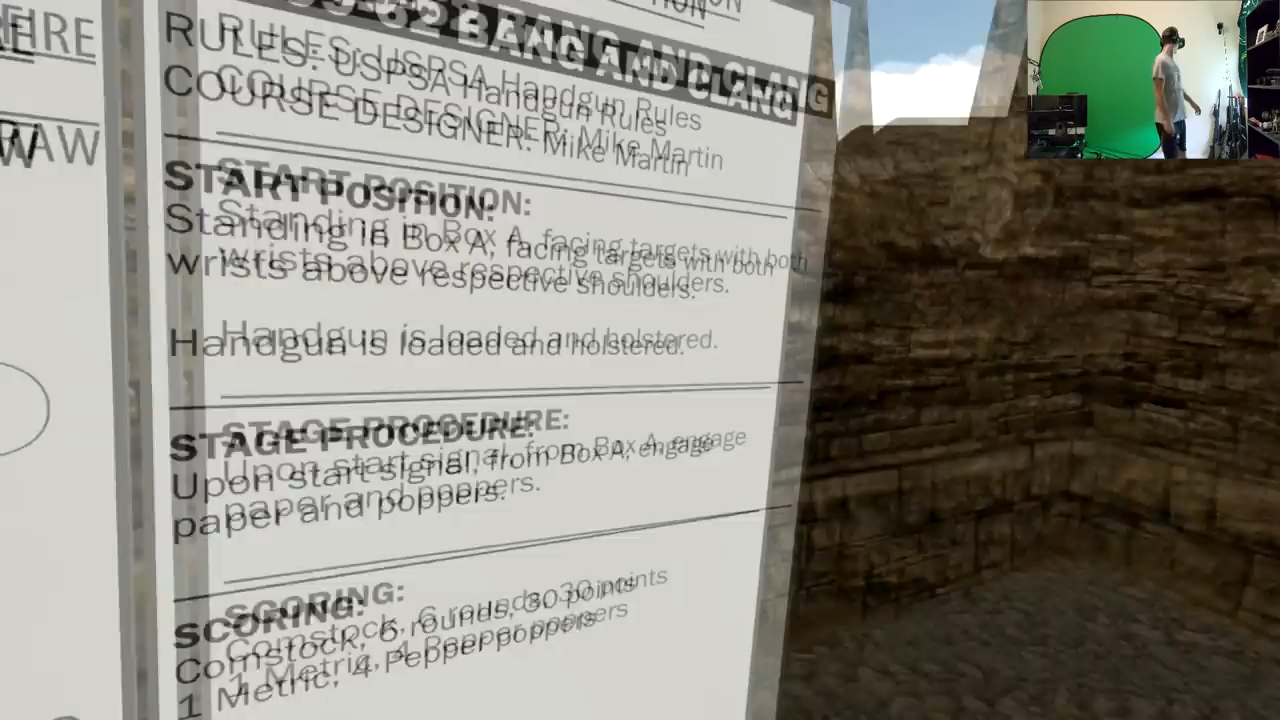 BANG AND CLANG
RULES: USPSA Handgun Rules
COURSE DESIGNER: Mike Martin
START POSITION:
Standing in Box A, facing targets with both
wrists above respective shoulders.
Handgun is loaded and holstered.
STAGE PROCEDURE:
Upon start signal, from Box A, engage
paper and poppers.
SCORING:
Comstock, 6 rounds, 30 points
1 Metric, 4 Pepper poppers